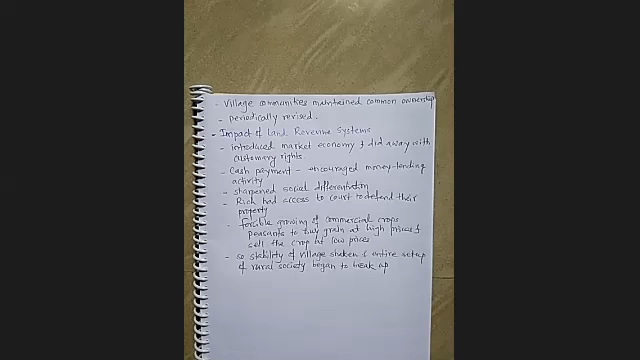 - Village communities maintained common ownership
- periodically revised.
- Impact of Land Revenue Systems
- introduced market economy & did away with
customary rights.
- Cash payment - encouraged money-lending
activity
- sharpened social differentiation
- Rich had access to court to defend their
property
- forcible growing of commercial crops
peasants to buy grain at high prices &
sell the crop at low prices
- so stability of village shaken & entire setup
of rural society began to break up